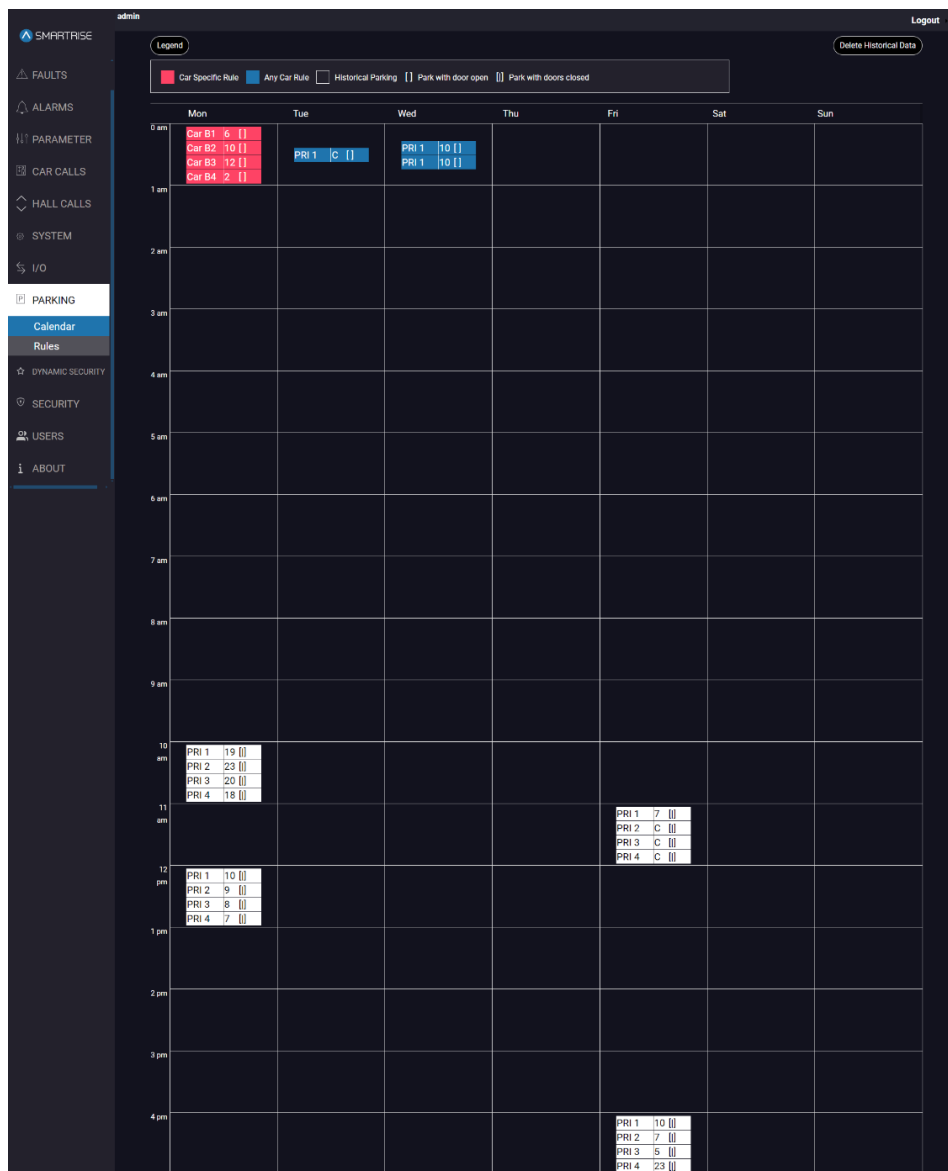 admin
Logout
SMARTRISE
Legend
Delete Historical Data
Car Specific Rule Any Car Rule Historical Parking [ ] Park with door open [|] Park with doors closed
FAULTS
ALARMS
PARAMETER
CAR CALLS
HALL CALLS
SYSTEM
I/O
PARKING
Calendar
Rules
DYNAMIC SECURITY
SECURITY
USERS
ABOUT
Mon Tue Wed Thu Fri Sat Sun
0 am
Car B1 6 [ ]
Car B2 10 [ ]
Car B3 12 [ ]
Car B4 2 [ ]
PRI 1 C [ ]
PRI 1 10 [ ]
PRI 1 10 [ ]
1 am
2 am
3 am
4 am
5 am
6 am
7 am
8 am
9 am
10 am
PRI 1 19 [|]
PRI 2 23 [|]
PRI 3 20 [|]
PRI 4 18 [|]
11 am
PRI 1 7 [|]
PRI 2 C [|]
PRI 3 C [|]
PRI 4 C [|]
12 pm
PRI 1 10 [|]
PRI 2 9 [|]
PRI 3 8 [|]
PRI 4 7 [|]
1 pm
2 pm
3 pm
4 pm
PRI 1 10 [|]
PRI 2 7 [|]
PRI 3 5 [|]
PRI 4 23 [|]